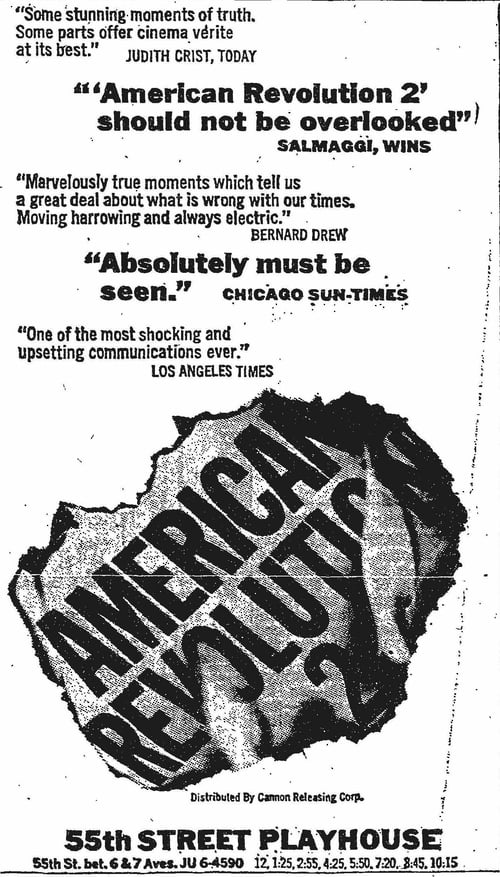 “Some stunning moments of truth.
Some parts offer cinema vérite
at its best.” JUDITH CRIST, TODAY
“‘American Revolution 2’
should not be overlooked”
SALMAGGI, WINS
“Marvelously true moments which tell us
a great deal about what is wrong with our times.
Moving harrowing and always electric.”
BERNARD DREW
“Absolutely must be
seen.” CHICAGO SUN-TIMES
“One of the most shocking and
upsetting communications ever.”
LOS ANGELES TIMES
AMERICAN
REVOLUTION
2
Distributed By Cannon Releasing Corp.
55th STREET PLAYHOUSE
55th St. bet. 6 & 7 Aves. JU 6-4590 12, 1:25, 2:55, 4:25, 5:50, 7:20, 8:45, 10:15